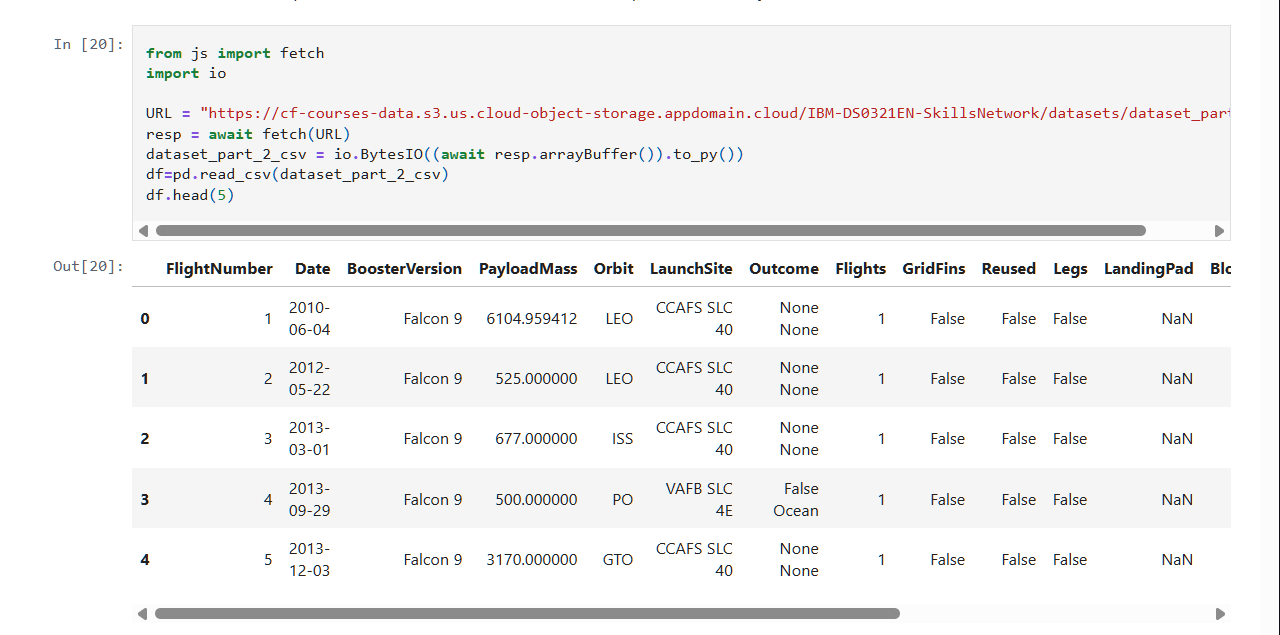 In [20]:
from js import fetch
import io
URL = "https://cf-courses-data.s3.us.cloud-object-storage.appdomain.cloud/IBM-DS0321EN-SkillsNetwork/datasets/dataset_part
resp = await fetch(URL)
dataset_part_2_csv = io.BytesIO((await resp.arrayBuffer()).to_py())
df=pd.read_csv(dataset_part_2_csv)
df.head(5)
Out[20]:
FlightNumber Date BoosterVersion PayloadMass Orbit LaunchSite Outcome Flights GridFins Reused Legs LandingPad Blo
0 1 2010-06-04 Falcon 9 6104.959412 LEO CCAFS SLC 40 None None 1 False False False NaN
1 2 2012-05-22 Falcon 9 525.000000 LEO CCAFS SLC 40 None None 1 False False False NaN
2 3 2013-03-01 Falcon 9 677.000000 ISS CCAFS SLC 40 None None 1 False False False NaN
3 4 2013-09-29 Falcon 9 500.000000 PO VAFB SLC 4E False Ocean 1 False False False NaN
4 5 2013-12-03 Falcon 9 3170.000000 GTO CCAFS SLC 40 None None 1 False False False NaN